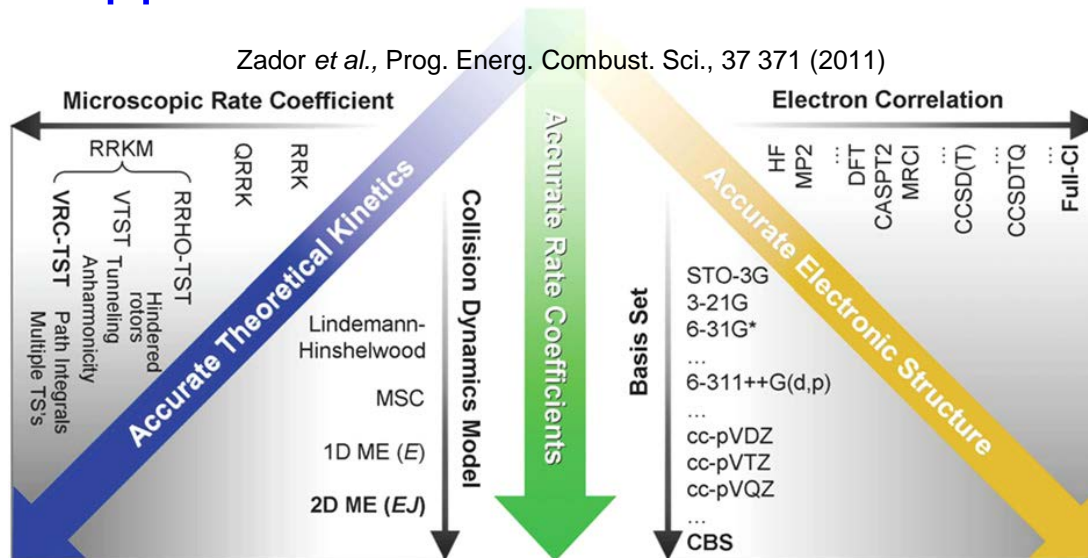 Zador et al., Prog. Energ. Combust. Sci., 37 371 (2011)
Microscopic Rate Coefficient
Electron Correlation
RRKM
VRC-TST
VTST
RRHO-TST
QRRK
RRK
Multiple TS's
Path Integrals
Anharmonicity
Tunneling
Hindered
rotors
Accurate Theoretical Kinetics
Collision Dynamics Model
Lindemann-
Hinshelwood
MSC
1D ME (E)
2D ME (EJ)
Accurate Rate Coefficients
Accurate Electronic Structure
HF
MP2
...
DFT
CASPT2
MRCI
...
CCSD(T)
...
CCSDTQ
...
Full-CI
Basis Set
STO-3G
3-21G
6-31G*
...
6-311++G(d,p)
...
cc-pVDZ
cc-pVTZ
cc-pVQZ
...
CBS